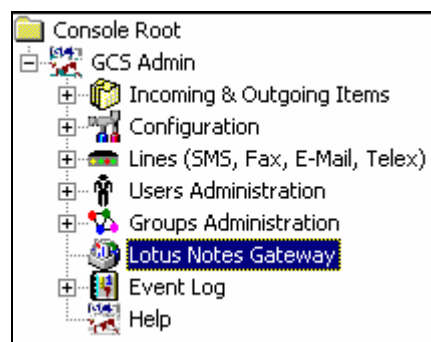 Console Root
GCS Admin
Incoming & Outgoing Items
Configuration
Lines (SMS, Fax, E-Mail, Telex)
Users Administration
Groups Administration
Lotus Notes Gateway
Event Log
Help